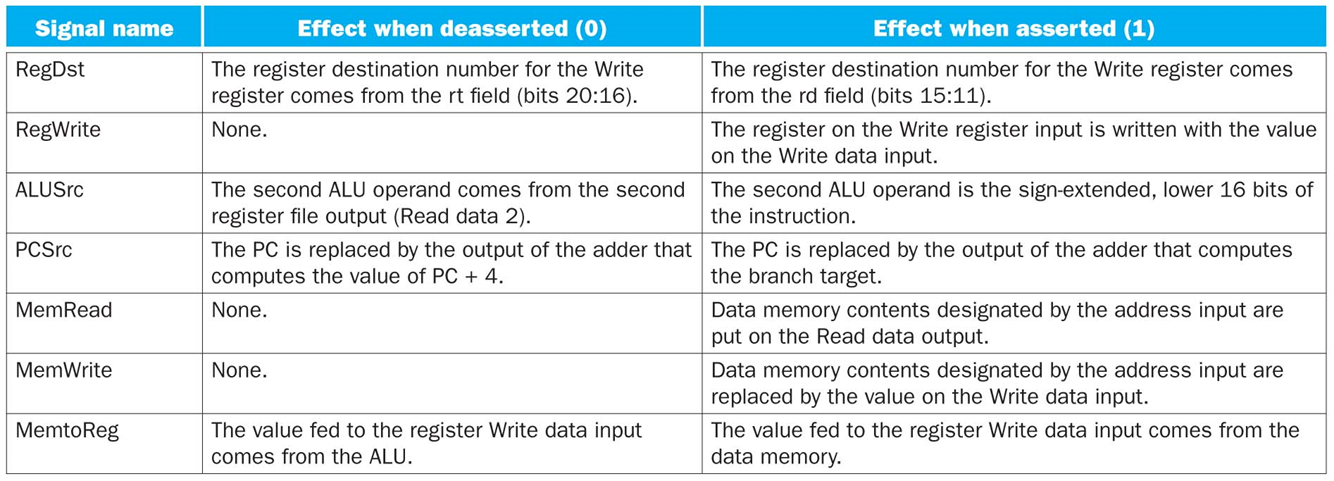 Signal name Effect when deasserted (0) Effect when asserted (1)
RegDst The register destination number for the Write The register destination number for the Write register comes
register comes from the rt field (bits 20:16). from the rd field (bits 15:11).
RegWrite None. The register on the Write register input is written with the value
on the Write data input.
ALUSrc The second ALU operand comes from the second The second ALU operand is the sign-extended, lower 16 bits of
register file output (Read data 2). the instruction.
PCSrc The PC is replaced by the output of the adder that The PC is replaced by the output of the adder that computes
computes the value of PC + 4. the branch target.
MemRead None. Data memory contents designated by the address input are
put on the Read data output.
MemWrite None. Data memory contents designated by the address input are
replaced by the value on the Write data input.
MemtoReg The value fed to the register Write data input The value fed to the register Write data input comes from the
comes from the ALU. data memory.